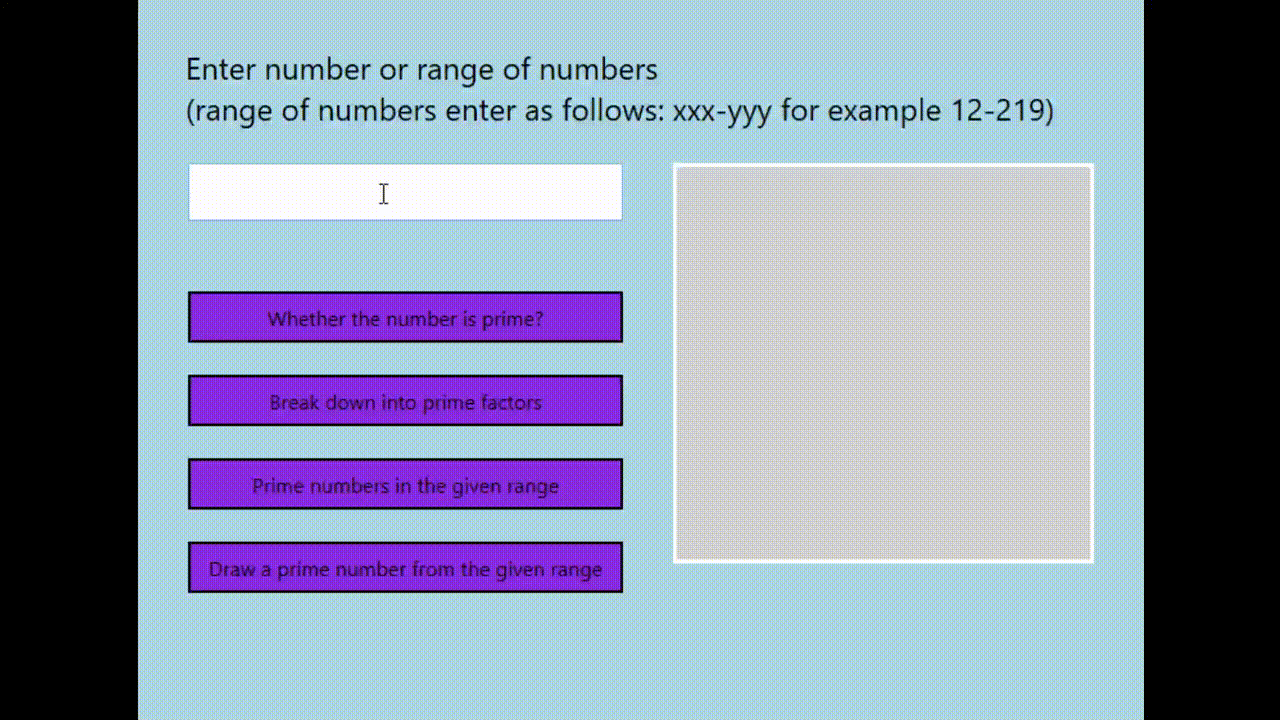 Enter number or range of numbers
(range of numbers enter as follows: xxx-yyy for example 12-219)
Whether the number is prime?
Break down into prime factors
Prime numbers in the given range
Draw a prime number from the given range